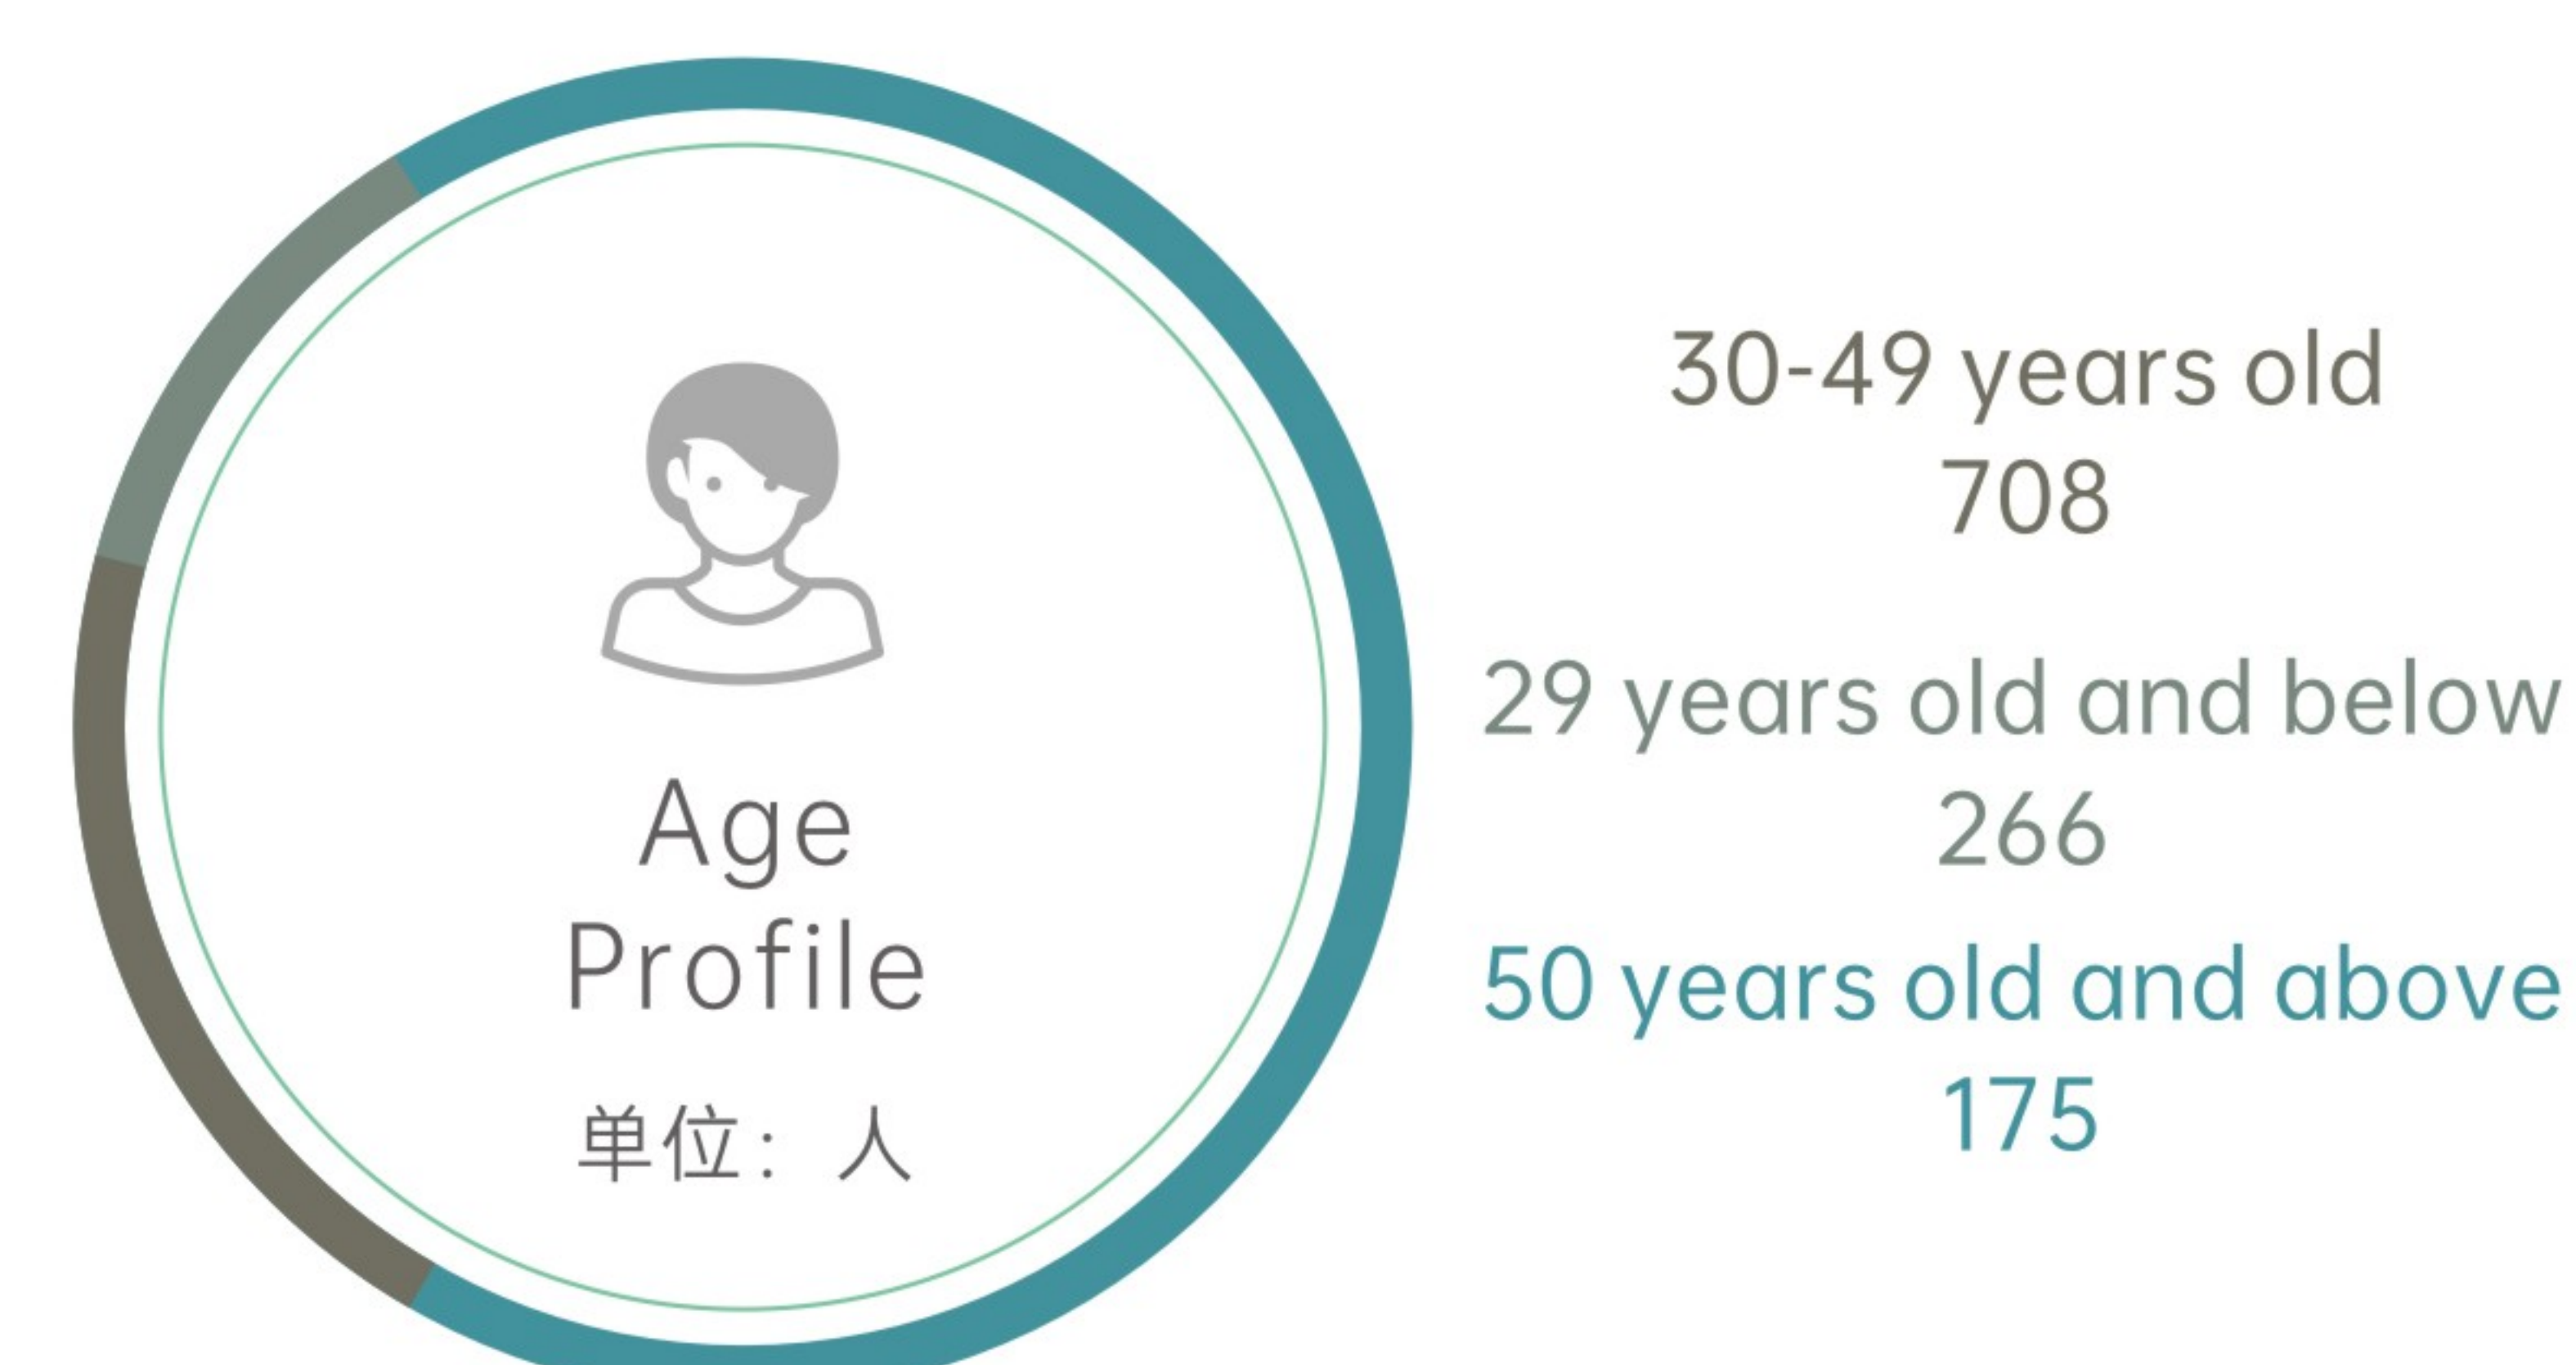 Age
Profile
单位：人
30-49 years old
708
29 years old and below
266
50 years old and above
175